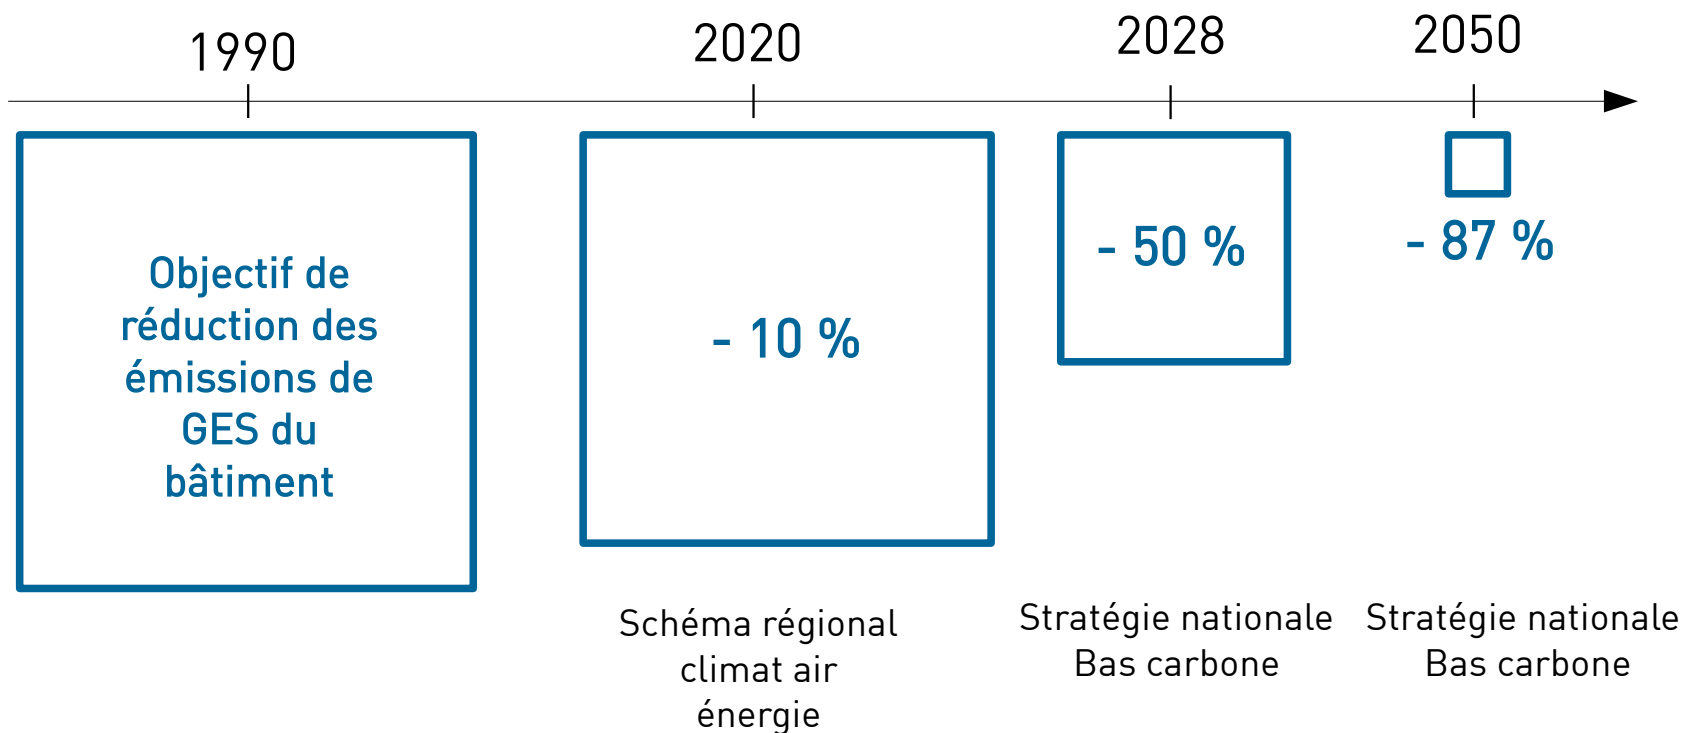 1990
2020
2028
2050
Objectif de
réduction des
émissions de
GES du
bâtiment
- 10 %
- 50 %
- 87 %
Schéma régional
climat air
énergie
Stratégie nationale
Bas carbone
Stratégie nationale
Bas carbone